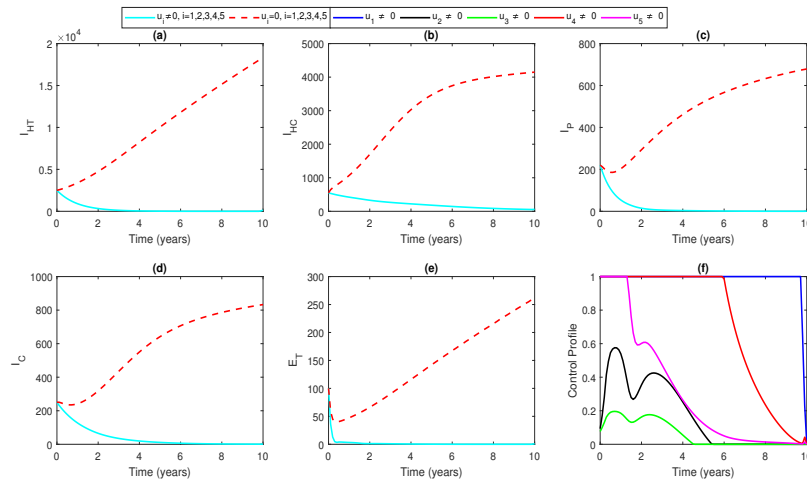 u_i≠0, i=1,2,3,4,5 u_i=0, i=1,2,3,4,5 u_1 ≠ 0 u_2 ≠ 0 u_3 ≠ 0 u_4 ≠ 0 u_5 ≠ 0
(a)
×10^4
2
1.5
1
0.5
0
I_HT
0 2 4 6 8 10
Time (years)
(b)
5000
4000
3000
2000
1000
0
I_HC
0 2 4 6 8 10
Time (years)
(c)
800
600
400
200
0
I_P
0 2 4 6 8 10
Time (years)
(d)
1000
800
600
400
200
0
I_C
0 2 4 6 8 10
Time (years)
(e)
300
250
200
150
100
50
0
E_T
0 2 4 6 8 10
Time (years)
(f)
1
0.8
0.6
0.4
0.2
0
Control Profile
0 2 4 6 8 10
Time (years)